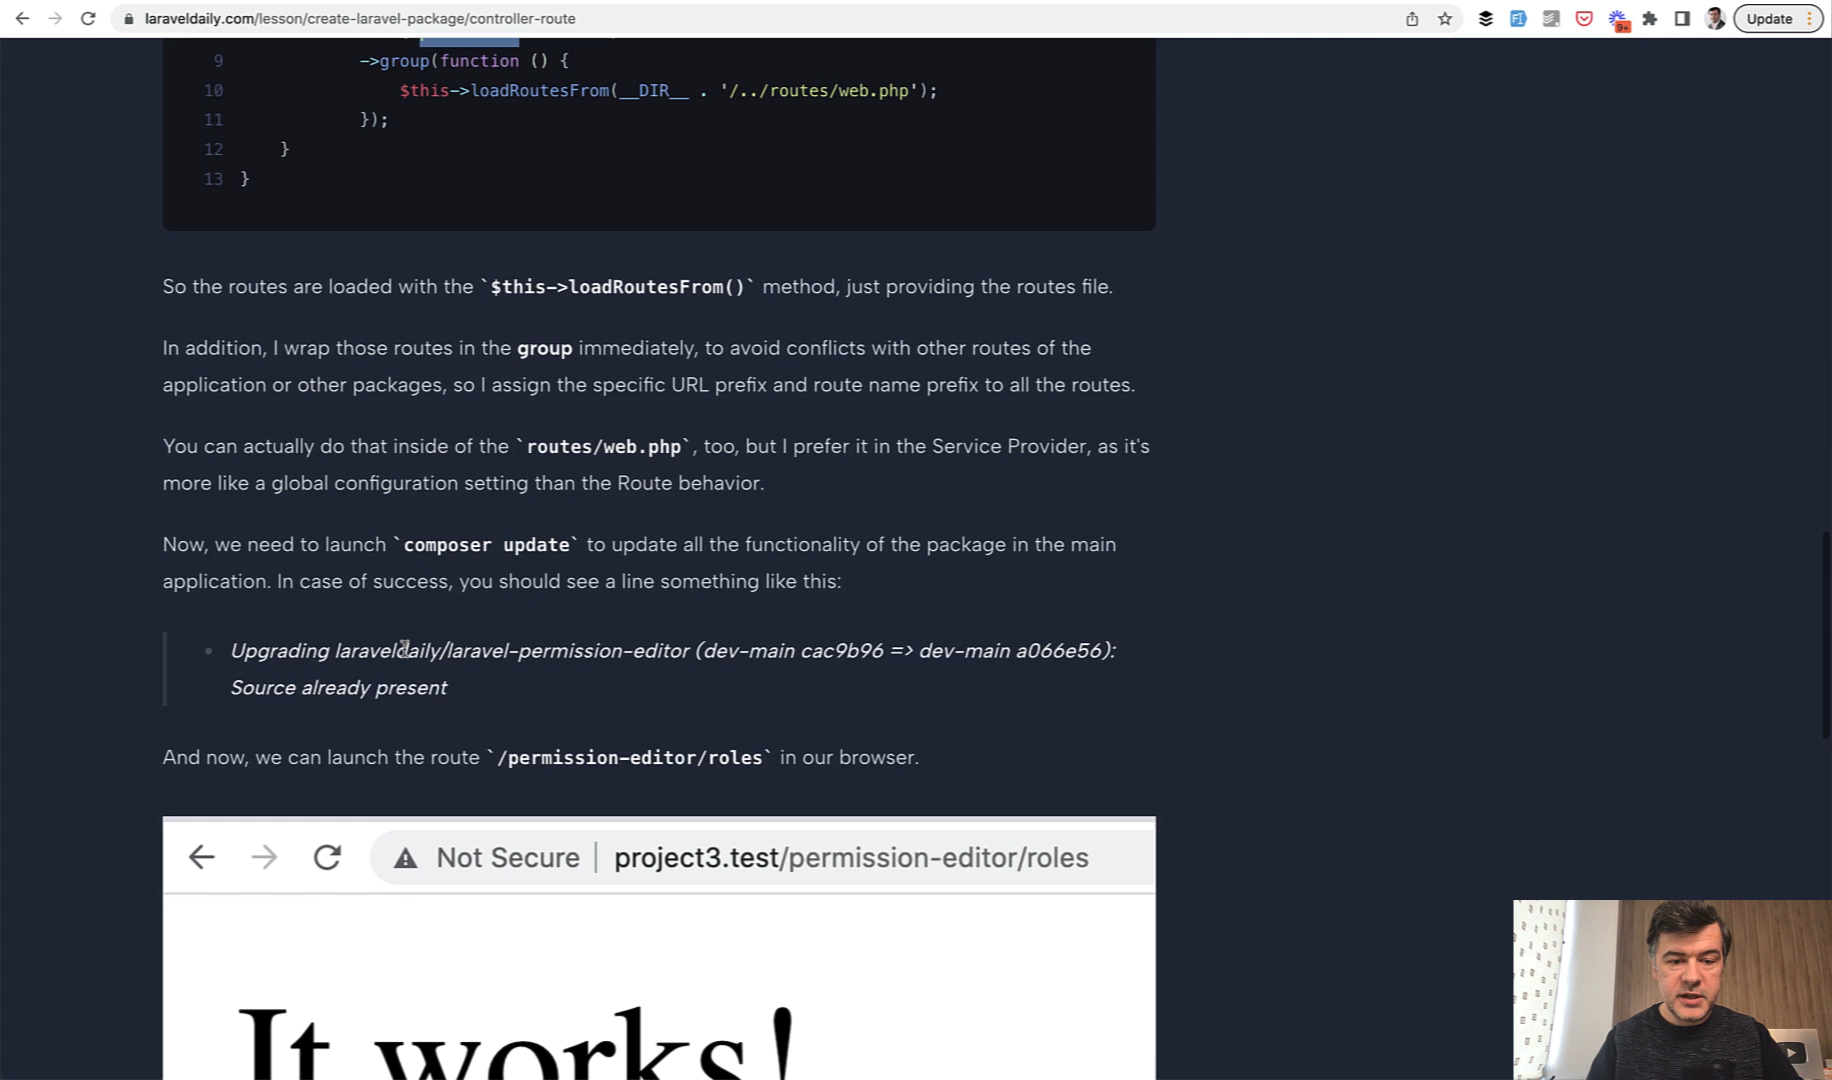 laraveldaily.com/lesson/create-laravel-package/controller-route
9+
Update
9 ->group(function () {
10 $this->loadRoutesFrom(__DIR__ . '/../routes/web.php');
11 });
12 }
13 }
So the routes are loaded with the `$this->loadRoutesFrom()` method, just providing the routes file.
In addition, I wrap those routes in the group immediately, to avoid conflicts with other routes of the
application or other packages, so I assign the specific URL prefix and route name prefix to all the routes.
You can actually do that inside of the `routes/web.php`, too, but I prefer it in the Service Provider, as it's
more like a global configuration setting than the Route behavior.
Now, we need to launch `composer update` to update all the functionality of the package in the main
application. In case of success, you should see a line something like this:
Upgrading laraveldaily/laravel-permission-editor (dev-main cac9b96 => dev-main a066e56):
Source already present
And now, we can launch the route `/permission-editor/roles` in our browser.
Not Secure | project3.test/permission-editor/roles
It works!